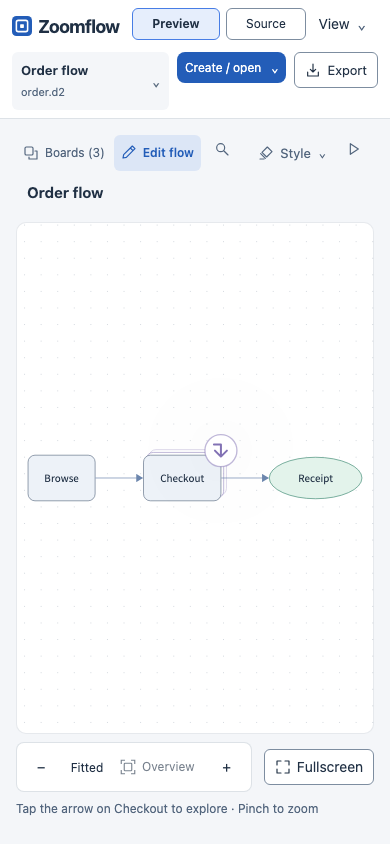 Zoomflow
Preview
Source
View
Order flow
order.d2
Create / open
Export
Boards (3)
Edit flow
Style
Order flow
Browse
Checkout
Receipt
− Fitted Overview +
Fullscreen
Tap the arrow on Checkout to explore · Pinch to zoom